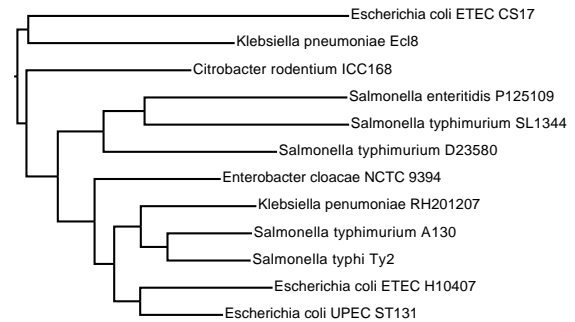 Escherichia coli ETEC CS17
Klebsiella pneumoniae Ecl8
Citrobacter rodentium ICC168
Salmonella enteritidis P125109
Salmonella typhimurium SL1344
Salmonella typhimurium D23580
Enterobacter cloacae NCTC 9394
Klebsiella penumoniae RH201207
Salmonella typhimurium A130
Salmonella typhi Ty2
Escherichia coli ETEC H10407
Escherichia coli UPEC ST131